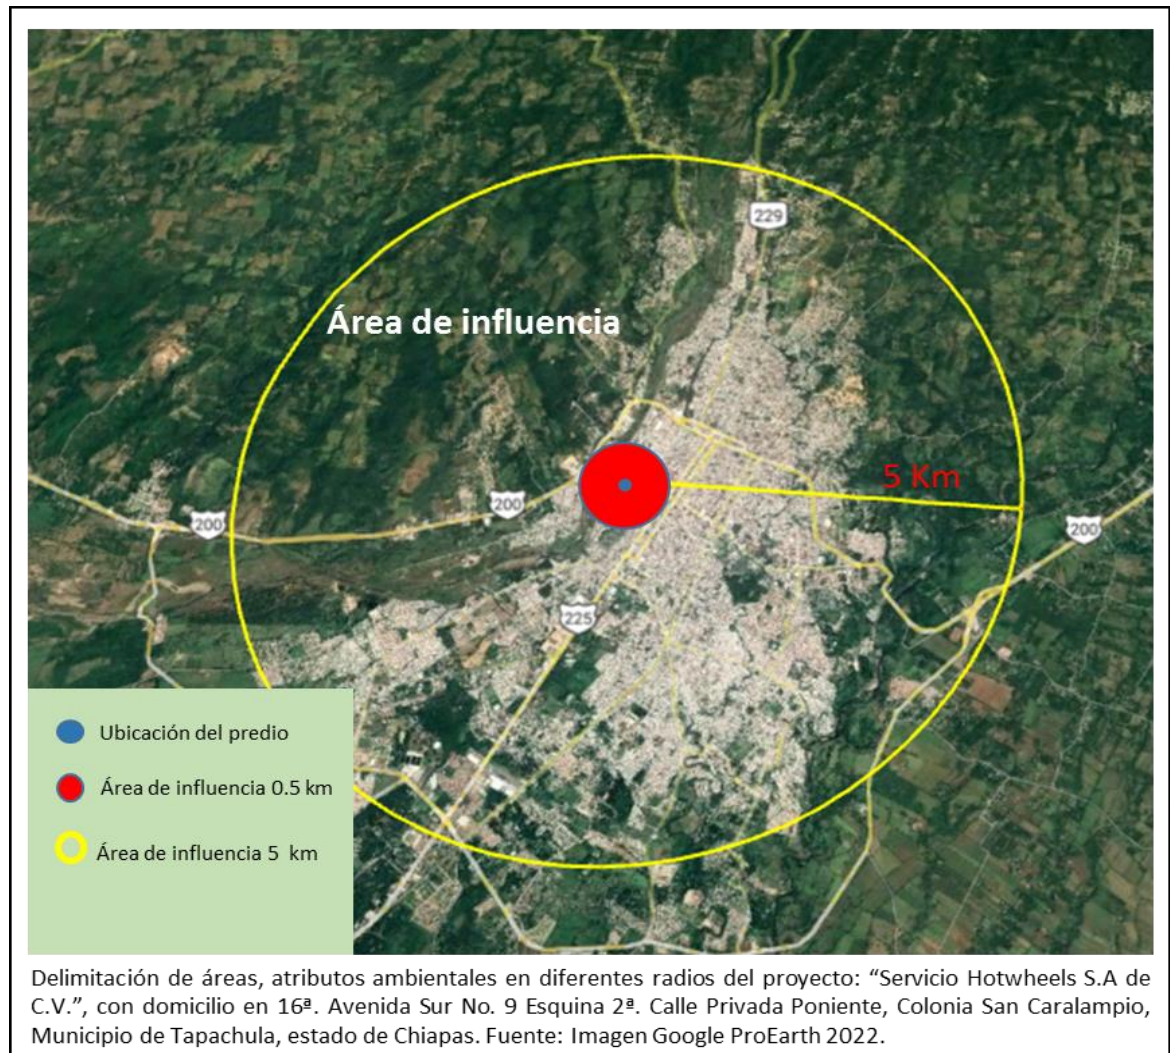 229
Área de influencia
5 Km
200
200
200
225
Ubicación del predio
Área de influencia 0.5 km
Área de influencia 5 km
Delimitación de áreas, atributos ambientales en diferentes radios del proyecto: “Servicio Hotwheels S.A de
C.V.”, con domicilio en 16ª. Avenida Sur No. 9 Esquina 2ª. Calle Privada Poniente, Colonia San Caralampio,
Municipio de Tapachula, estado de Chiapas. Fuente: Imagen Google ProEarth 2022.